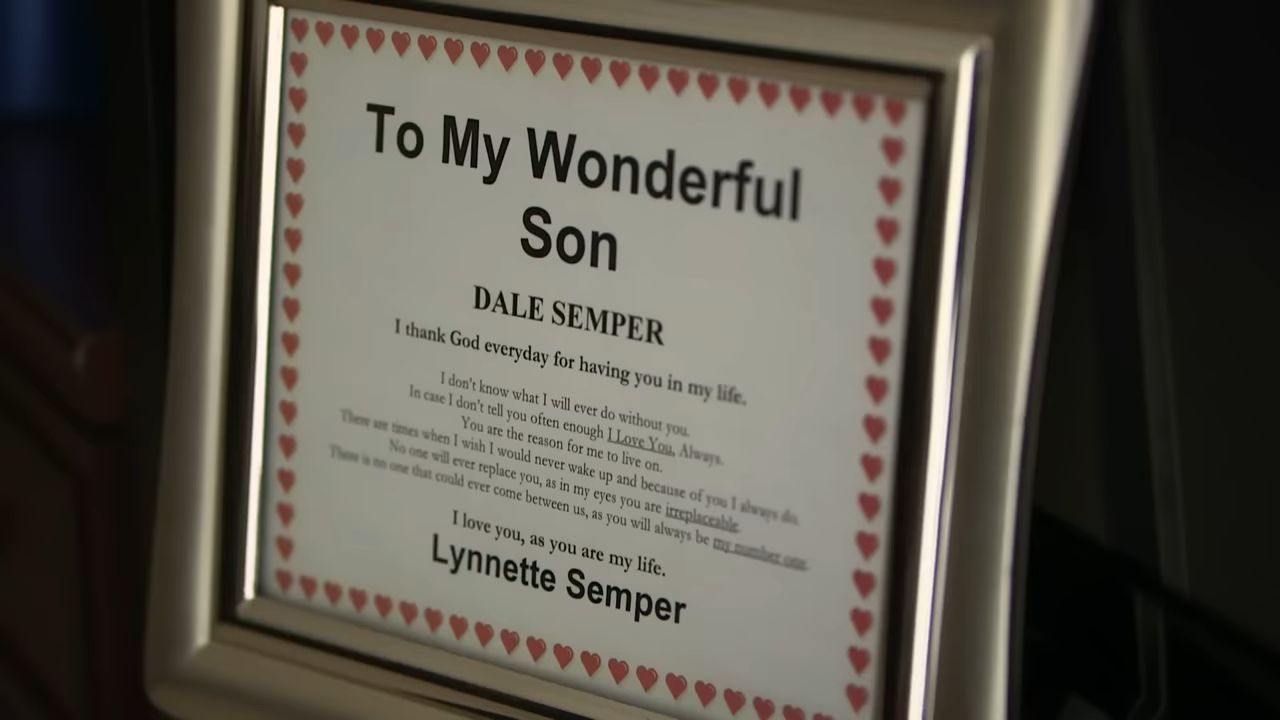 To My Wonderful
Son
DALE SEMPER
I thank God everyday for having you in my life.
I don't know what I will ever do without you.
In case I don't tell you often enough I Love You, Always.
You are the reason for me to live on.
There are times when I wish I would never wake up and because of you I always do.
No one will ever replace you, as in my eyes you are irreplaceable.
There is no one that could ever come between us, as you will always be my number one.
I love you, as you are my life.
Lynnette Semper